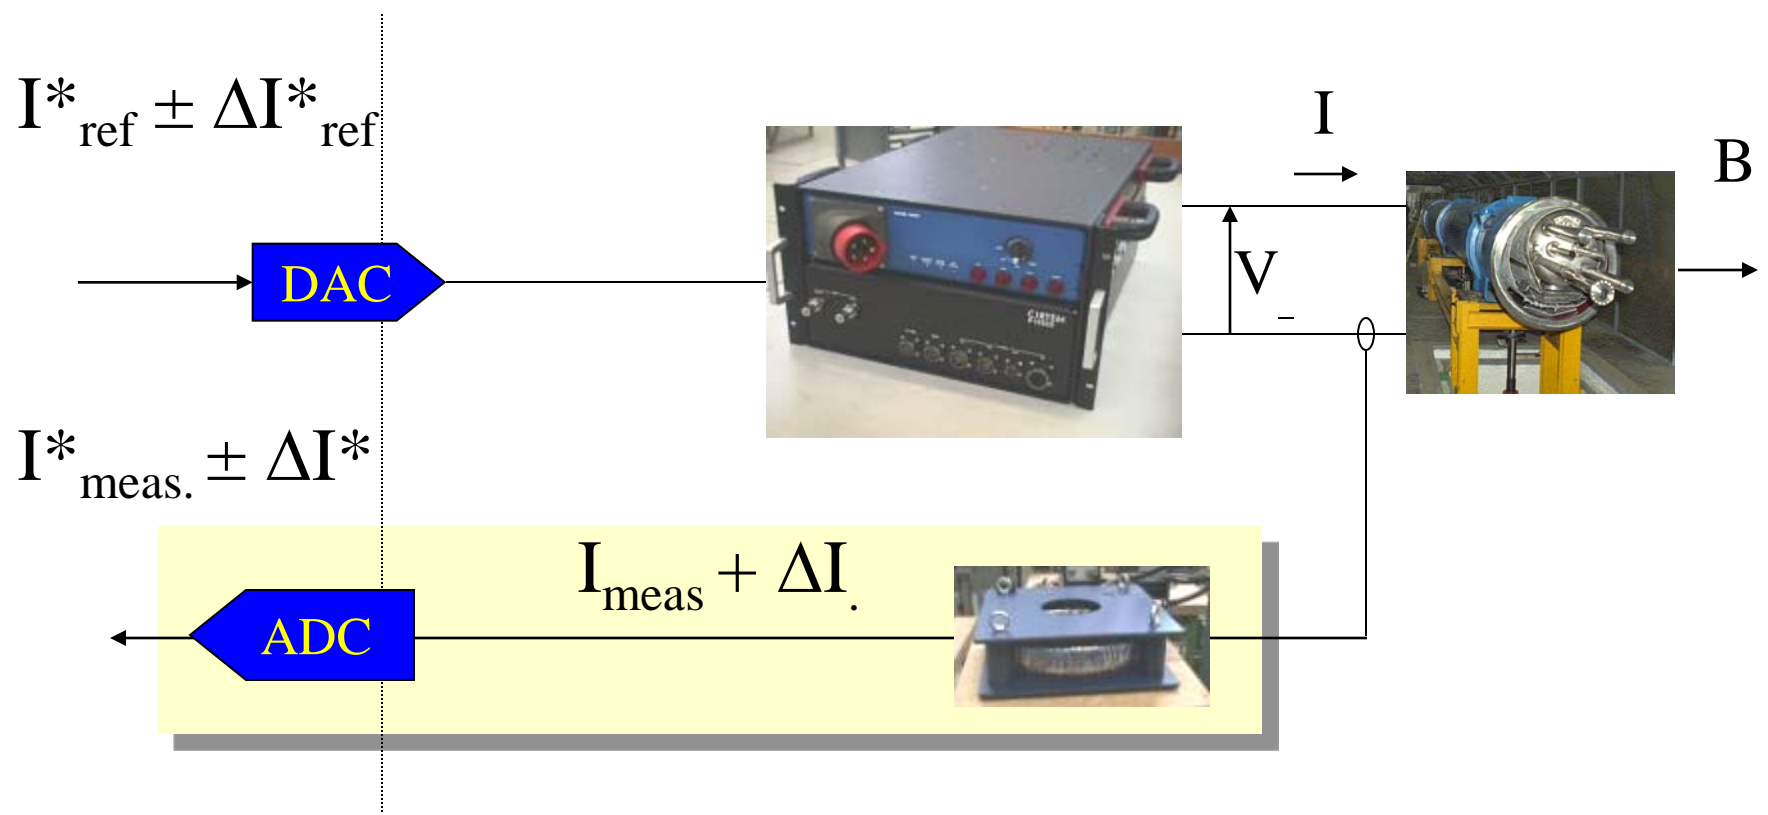 I*ref ± ΔI*ref
I
B
DAC
V
I*meas. ± ΔI*
Imeas + ΔI.
ADC